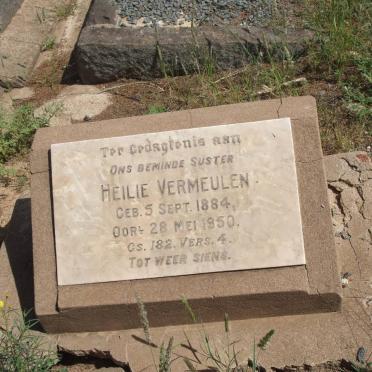 Ter Gedagtenis aan
Ons beminde Suster
Heilie Vermeulen
Geb. 5 Sept. 1884,
Oorl. 28 Mei 1950.
Gs. 182. Vers. 4.
Tot weer siens.